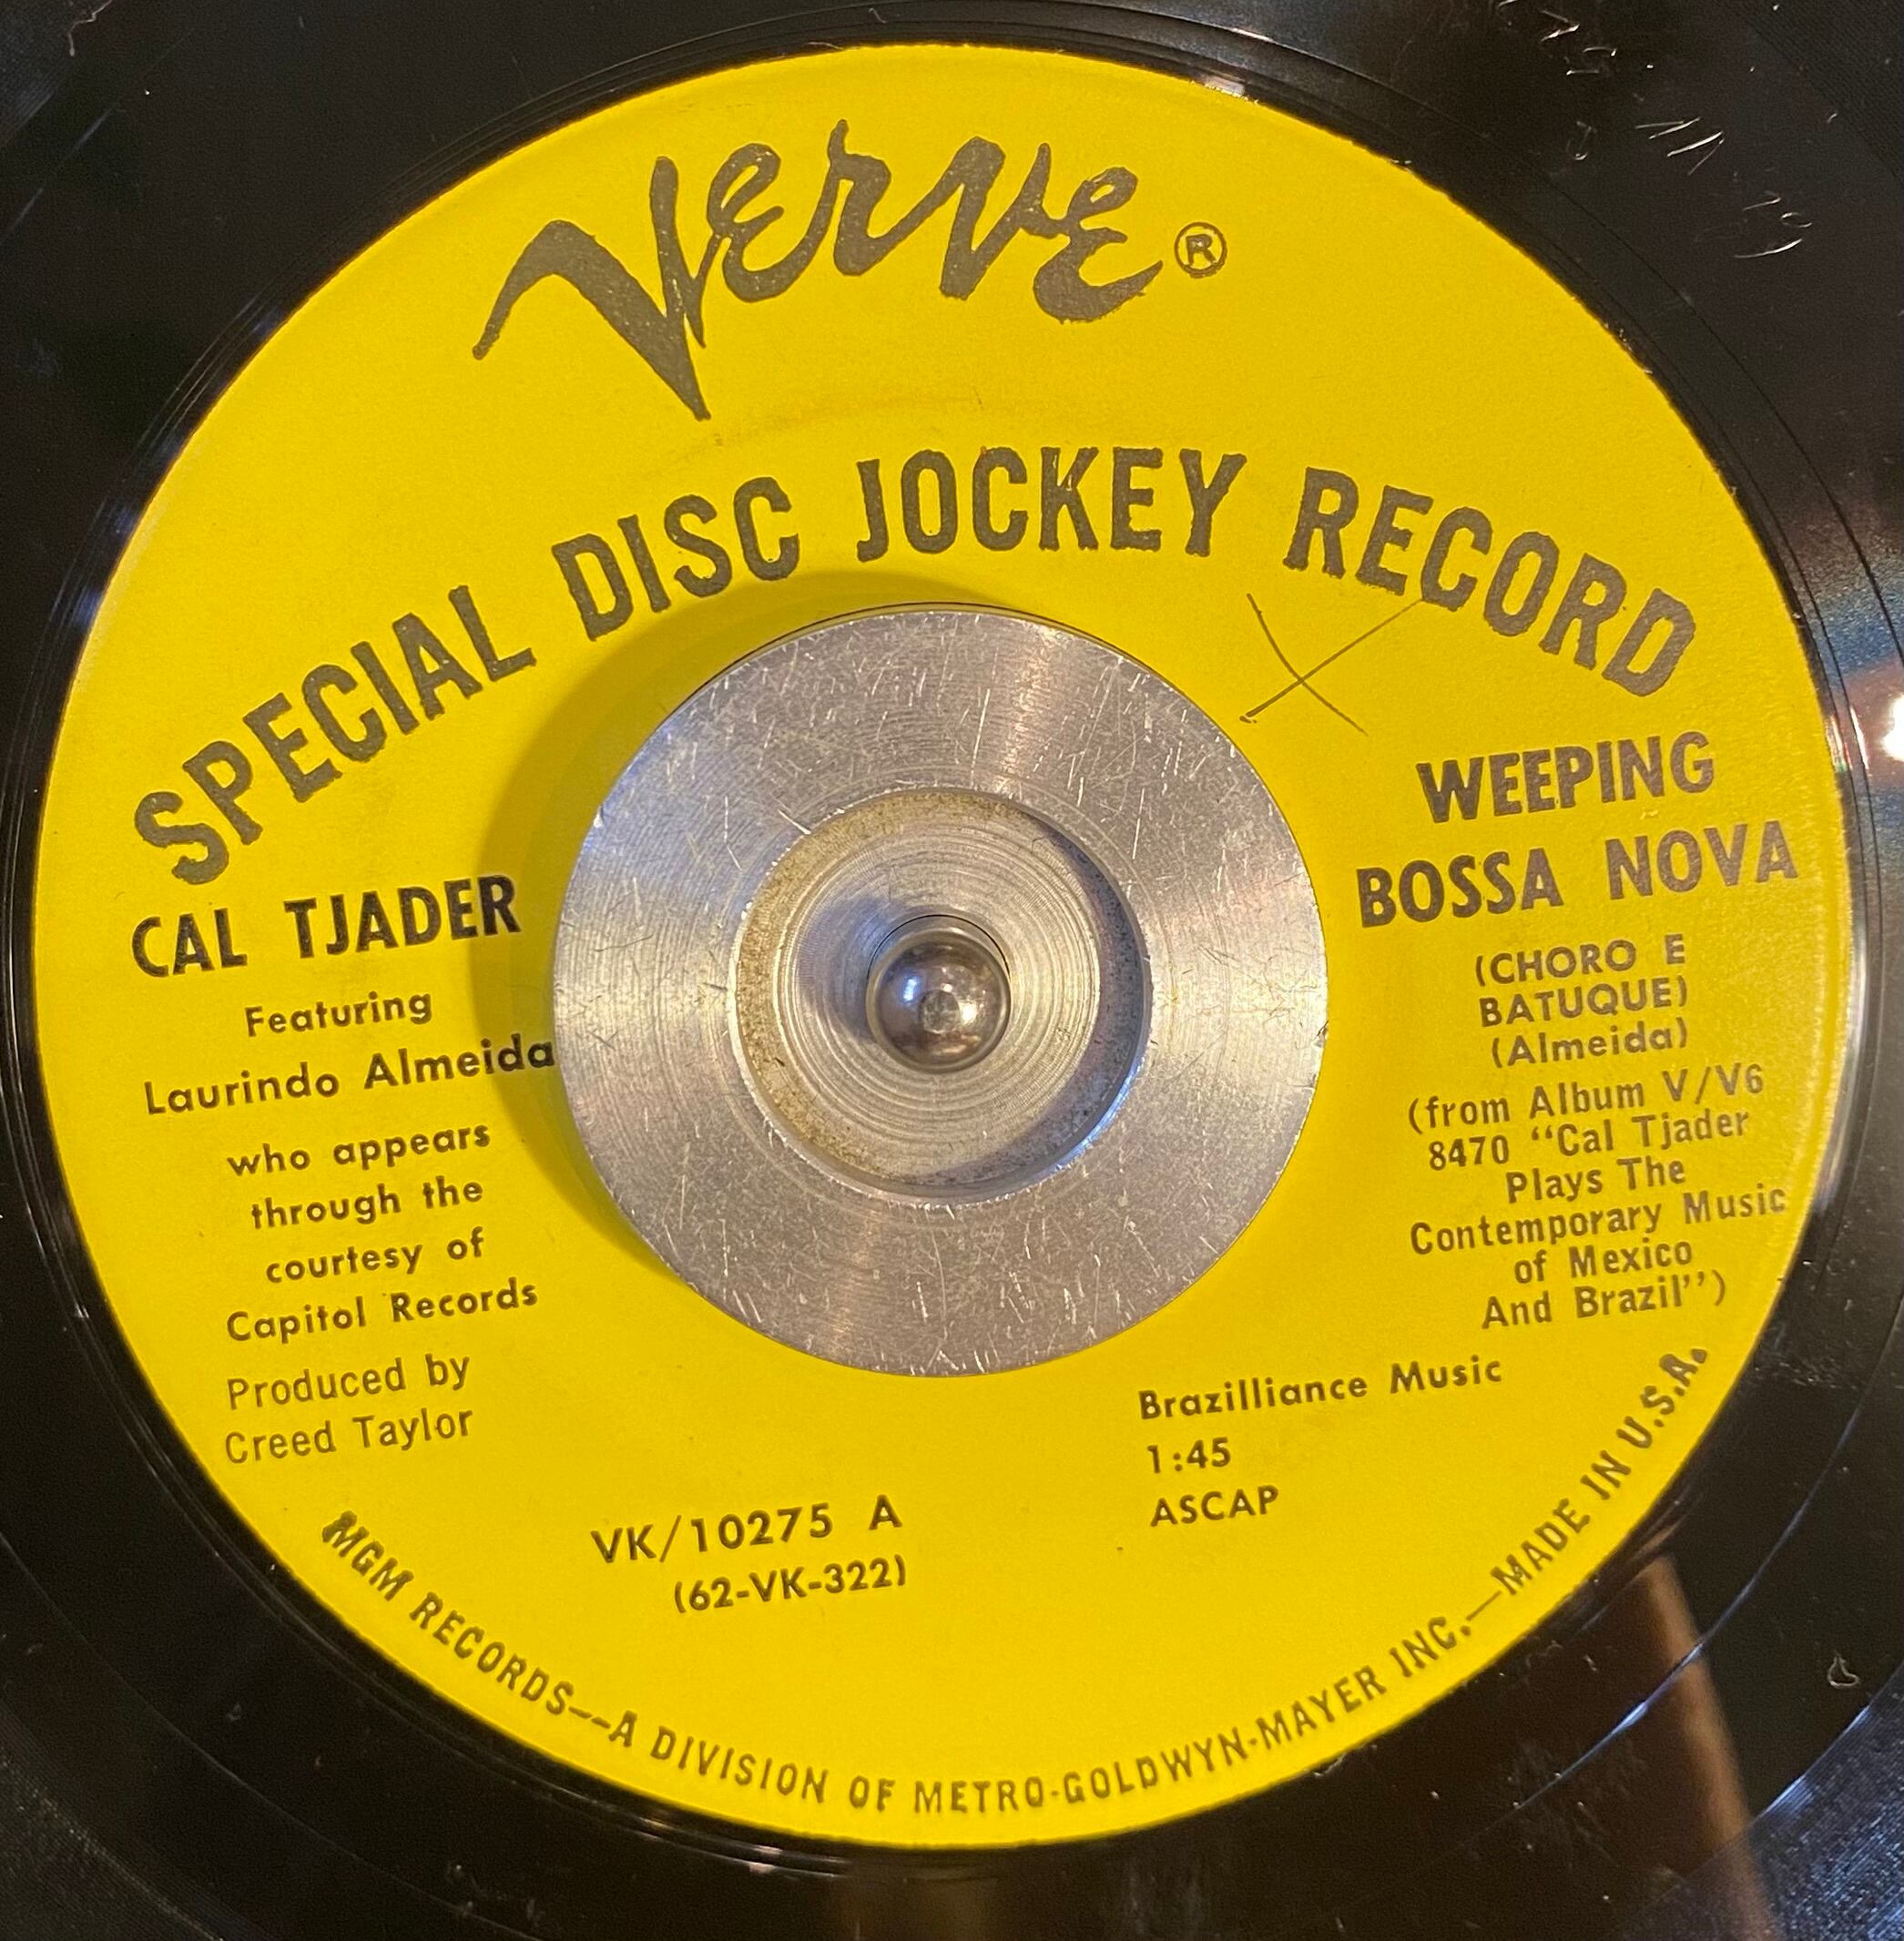 Verve®
SPECIAL DISC JOCKEY RECORD
CAL TJADER
Featuring
Laurindo Almeida
who appears
through the
courtesy of
Capitol Records
Produced by
Creed Taylor
WEEPING
BOSSA NOVA
(CHORO E
BATUQUE)
(Almeida)
(from Album V/V6
8470 “Cal Tjader
Plays The
Contemporary Music
of Mexico
And Brazil”)
Brazilliance Music
1:45
ASCAP
VK/10275 A
(62-VK-322)
MGM RECORDS--A DIVISION OF METRO-GOLDWYN-MAYER INC.—MADE IN U.S.A.